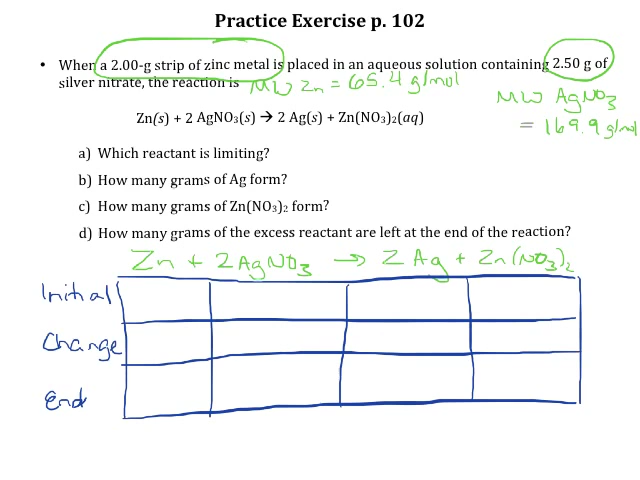 Practice Exercise p. 102
• When a 2.00-g strip of zinc metal is placed in an aqueous solution containing 2.50 g of
silver nitrate, the reaction is MW Zn = 65.4 g/mol
MW AgNO3
= 169.9 g/mol
Zn(s) + 2 AgNO₃(s) → 2 Ag(s) + Zn(NO₃)₂(aq)
a) Which reactant is limiting?
b) How many grams of Ag form?
c) How many grams of Zn(NO₃)₂ form?
d) How many grams of the excess reactant are left at the end of the reaction?
Zn + 2 AgNO₃ → 2 Ag + Zn(NO₃)₂
Initial
Change
End